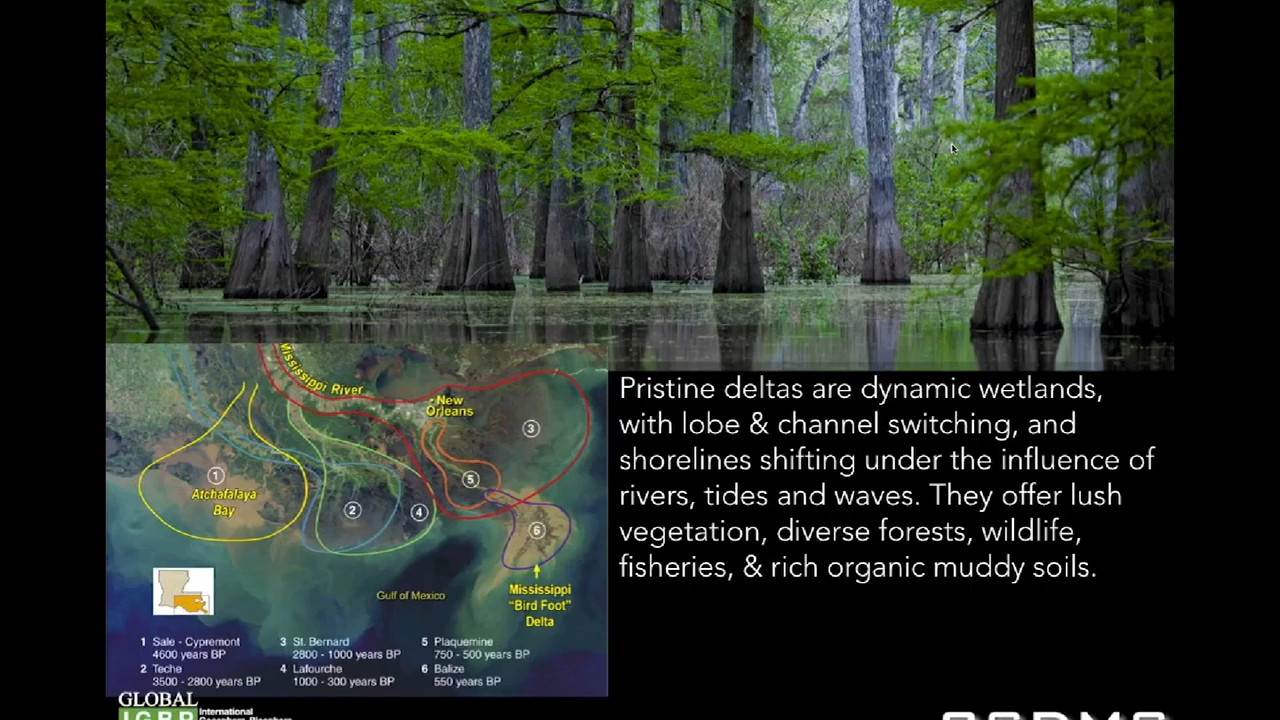 Mississippi River
New
Orleans
3
1
Atchafalaya
Bay
5
2
4
6
Gulf of Mexico
Mississippi
"Bird Foot"
Delta
1 Sale - Cypremont
4600 years BP
2 Teche
3500 - 2800 years BP
3 St. Bernard
2800 - 1000 years BP
4 Lafourche
1000 - 300 years BP
5 Plaquemine
750 - 500 years BP
6 Balize
550 years BP
Pristine deltas are dynamic wetlands,
with lobe & channel switching, and
shorelines shifting under the influence of
rivers, tides and waves. They offer lush
vegetation, diverse forests, wildlife,
fisheries, & rich organic muddy soils.
GLOBAL
IGBP
International